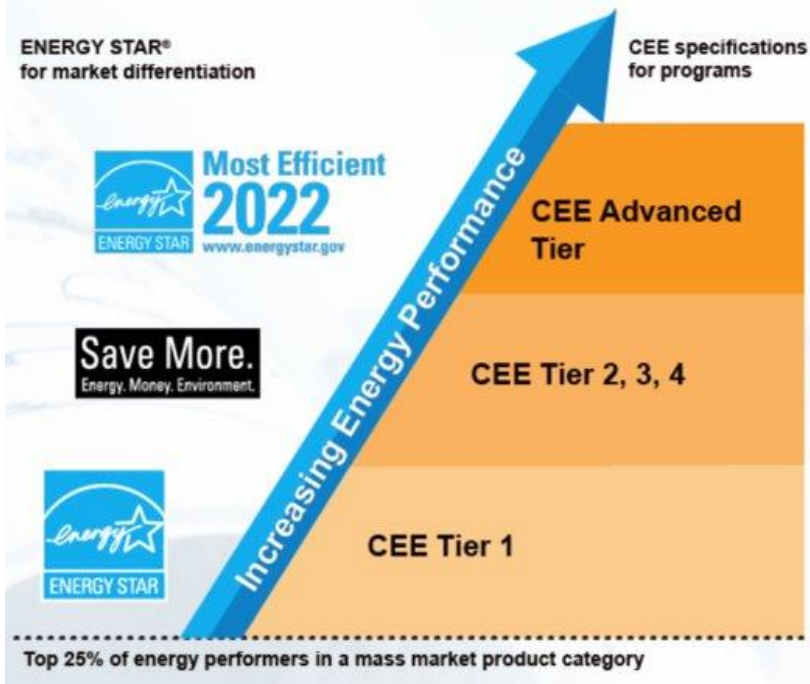 ENERGY STAR®
for market differentiation
CEE specifications
for programs
energy
ENERGY STAR
Most Efficient
2022
www.energystar.gov
CEE Advanced
Tier
Increasing Energy Performance
Save More.
Energy. Money. Environment.
CEE Tier 2, 3, 4
energy
ENERGY STAR
CEE Tier 1
Top 25% of energy performers in a mass market product category